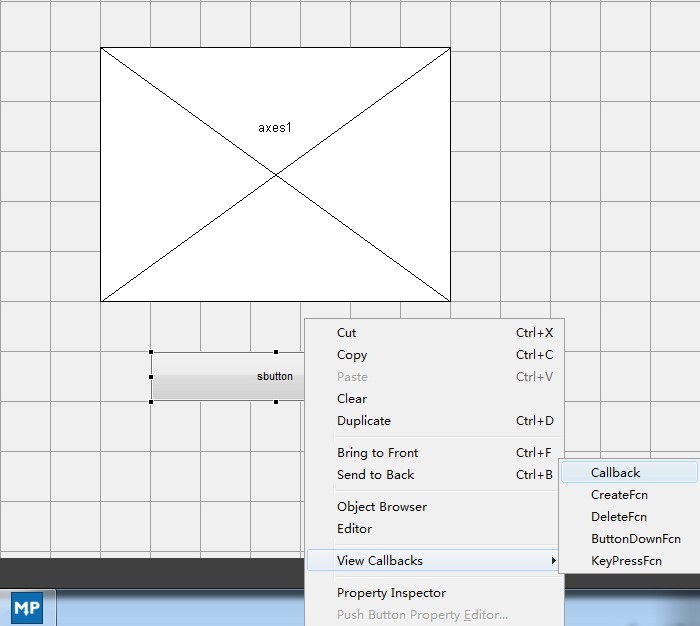 axes1
sbutton
Cut Ctrl+X
Copy Ctrl+C
Paste Ctrl+V
Clear
Duplicate Ctrl+D
Bring to Front Ctrl+F
Send to Back Ctrl+B
Object Browser
Editor
View Callbacks
Property Inspector
Push Button Property Editor...
Callback
CreateFcn
DeleteFcn
ButtonDownFcn
KeyPressFcn
MP